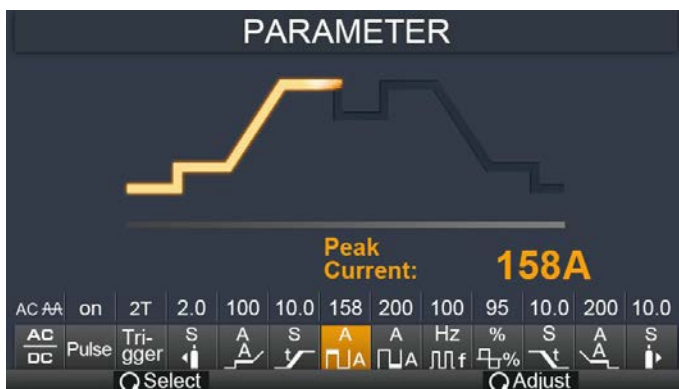 PARAMETER
Peak
Current:
158A
AC on 2T 2.0 100 10.0 158 200 100 95 10.0 200 10.0
AC
DC
Pulse
Tri-
gger
S
A
S
t
A
A
A
A
Hz
f
%
%
S
t
A
A
S
Select Adjust